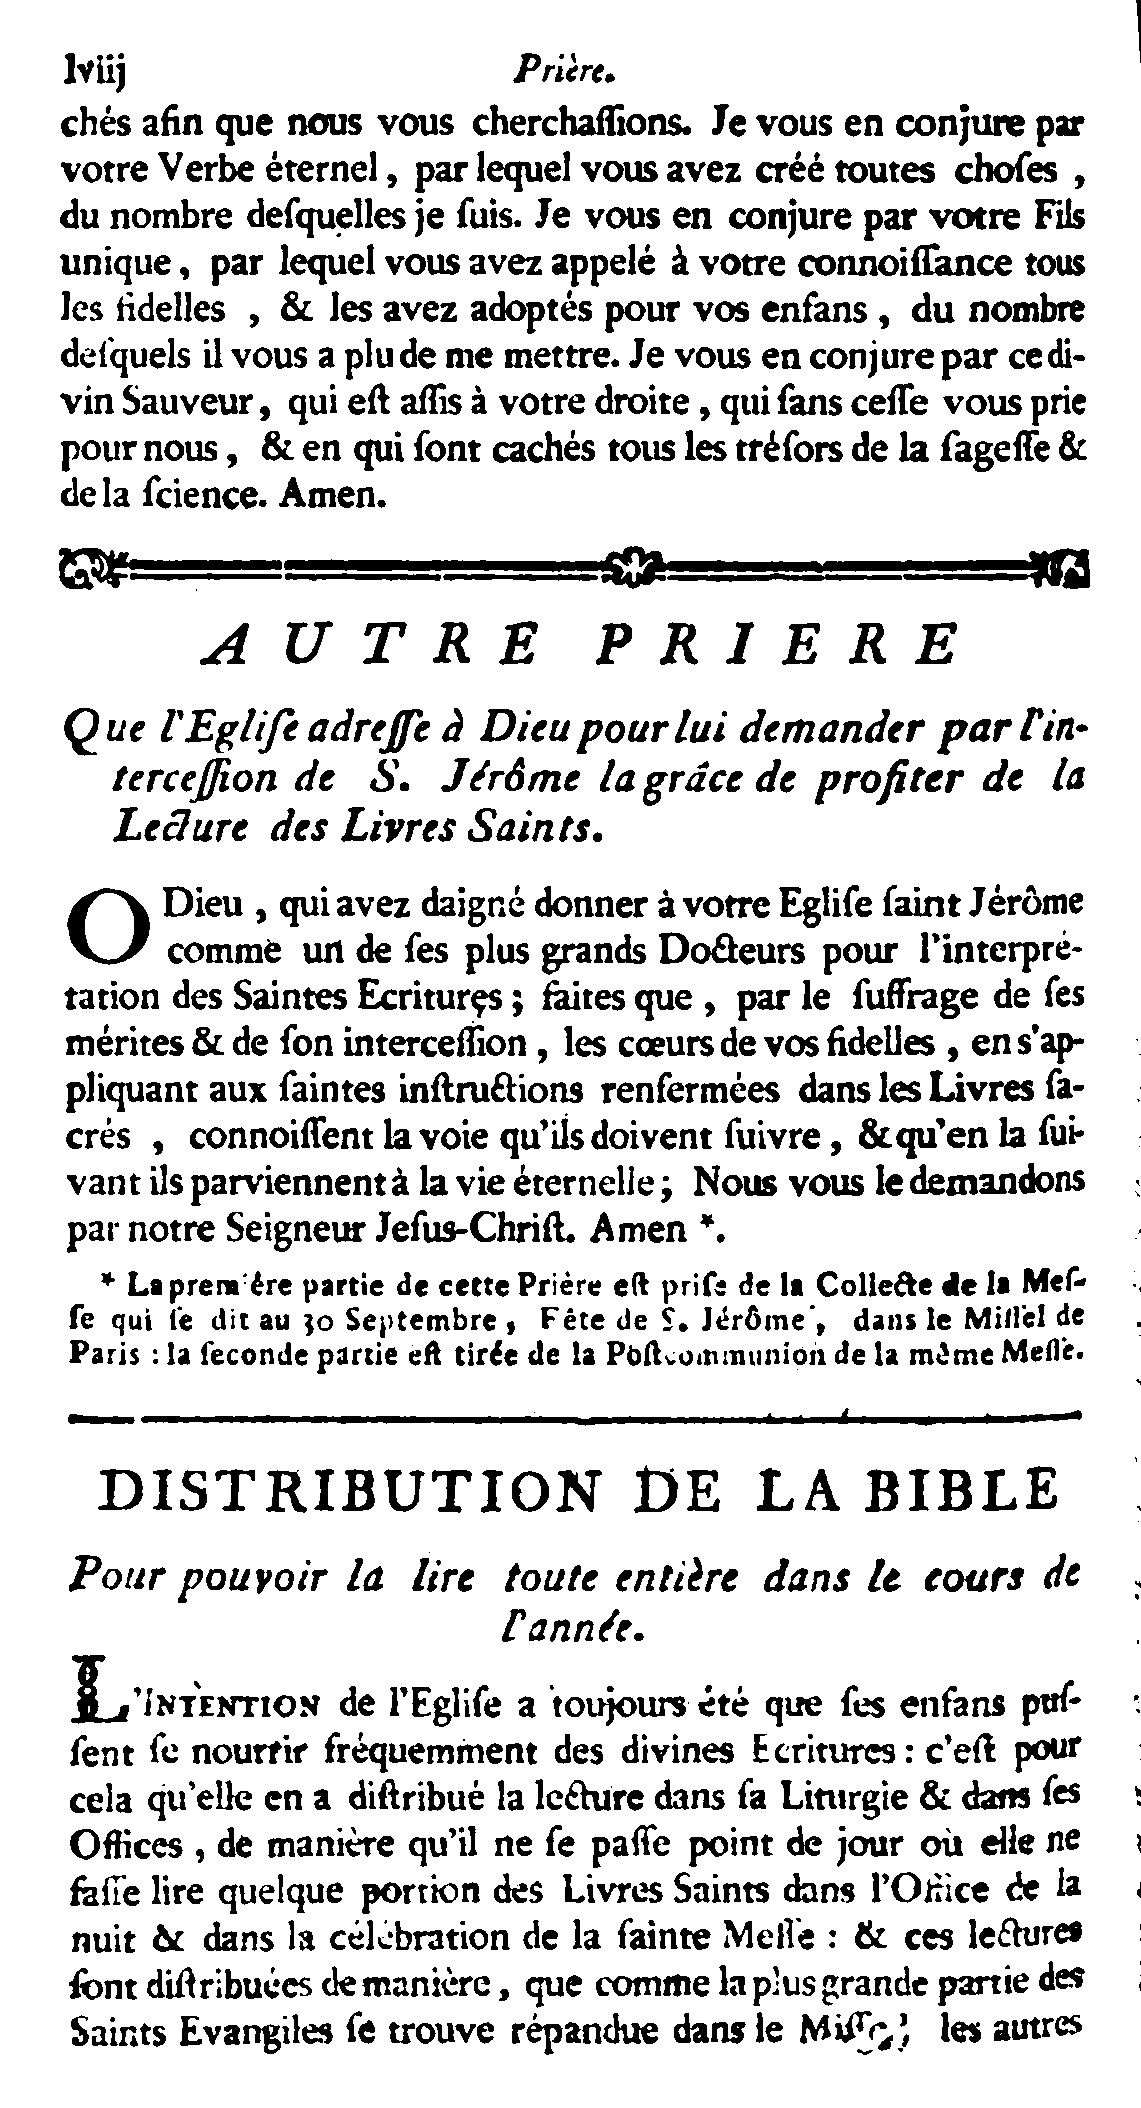 lviij Prière.
chés afin que nous vous cherchaſſions. Je vous en conjure par
votre Verbe éternel, par lequel vous avez créé toutes choſes,
du nombre deſquelles je ſuis. Je vous en conjure par votre Fils
unique, par lequel vous avez appelé à votre connoiſſance tous
les fidelles, & les avez adoptés pour vos enfans, du nombre
deſquels il vous a plu de me mettre. Je vous en conjure par ce di-
vin Sauveur, qui eſt aſſis à votre droite, qui ſans ceſſe vous prie
pour nous, & en qui ſont cachés tous les tréſors de la ſageſſe &
de la ſcience. Amen.
AUTRE PRIERE
Que l'Egliſe adreſſe à Dieu pour lui demander par l'in-
terceſſion de S. Jérôme la grâce de profiter de la
Lecture des Livres Saints.
O Dieu, qui avez daigné donner à votre Egliſe ſaint Jérôme
comme un de ſes plus grands Docteurs pour l'interpré-
tation des Saintes Ecritures; faites que, par le ſuffrage de ſes
mérites & de ſon interceſſion, les cœurs de vos fidelles, en s'ap-
pliquant aux ſaintes inſtructions renfermées dans les Livres ſa-
crés, connoiſſent la voie qu'ils doivent ſuivre, & qu'en la ſui-
vant ils parviennent à la vie éternelle; Nous vous le demandons
par notre Seigneur Jeſus-Chriſt. Amen *.
* La première partie de cette Prière eſt priſe de la Collecte de la Meſ-
ſe qui ſe dit au 30 Septembre, Fête de S. Jérôme, dans le Miſſel de
Paris : la ſeconde partie eſt tirée de la Poſtcommunion de la même Meſſe.
DISTRIBUTION DE LA BIBLE
Pour pouvoir la lire toute entière dans le cours de
l'année.
L'INTENTION de l'Egliſe a toujours été que ſes enfans puſ-
ſent ſe nourrir fréquemment des divines Ecritures : c'eſt pour
cela qu'elle en a diſtribué la lecture dans ſa Liturgie & dans ſes
Offices, de manière qu'il ne ſe paſſe point de jour où elle ne
faſſe lire quelque portion des Livres Saints dans l'Office de la
nuit & dans la célébration de la ſainte Meſſe : & ces lectures
ſont diſtribuées de manière, que comme la plus grande partie des
Saints Evangiles ſe trouve répandue dans le les autres